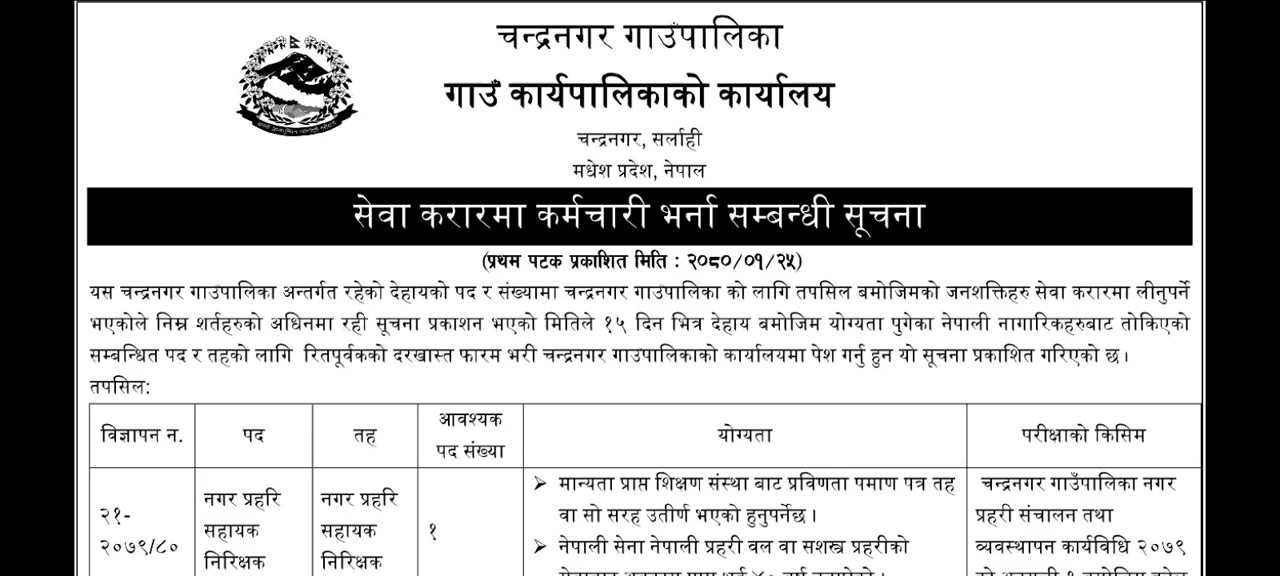 चन्द्रनगर गाउँपालिका
गाउँ कार्यपालिकाको कार्यालय
चन्द्रनगर, सर्लाही
मधेश प्रदेश, नेपाल
सेवा करारमा कर्मचारी भर्ना सम्बन्धी सूचना
(प्रथम पटक प्रकाशित मिति : २०८०/०१/२५)
यस चन्द्रनगर गाउँपालिका अन्तर्गत रहेको देहायको पद र संख्यामा चन्द्रनगर गाउँपालिका को लागि तपसिल बमोजिमको जनशक्तिहरु सेवा करारमा लीनुपर्ने
भएकोले निम्न शर्तहरुको अधिनमा रही सूचना प्रकाशन भएको मितिले १५ दिन भित्र देहाय बमोजिम योग्यता पुगेका नेपाली नागारिकहरुबाट तोकिएको
सम्बन्धित पद र तहको लागि रितपूर्वकको दरखास्त फारम भरी चन्द्रनगर गाउँपालिकाको कार्यालयमा पेश गर्नु हुन यो सूचना प्रकाशित गरिएको छ।
तपसिल:
विज्ञापन न.
पद
तह
आवश्यक
पद संख्या
योग्यता
परीक्षाको किसिम
२१-
२०७९/८०
नगर प्रहरि
सहायक
निरिक्षक
नगर प्रहरि
सहायक
निरिक्षक
१
➢ मान्यता प्राप्त शिक्षण संस्था बाट प्रविणता पमाण पत्र तह
वा सो सरह उतीर्ण भएको हुनुपर्नेछ।
➢ नेपाली सेना नेपाली प्रहरी वल वा सशस्त्र प्रहरीको
चन्द्रनगर गाउँपालिका नगर
प्रहरी संचालन तथा
व्यवस्थापन कार्यविधि २०७९